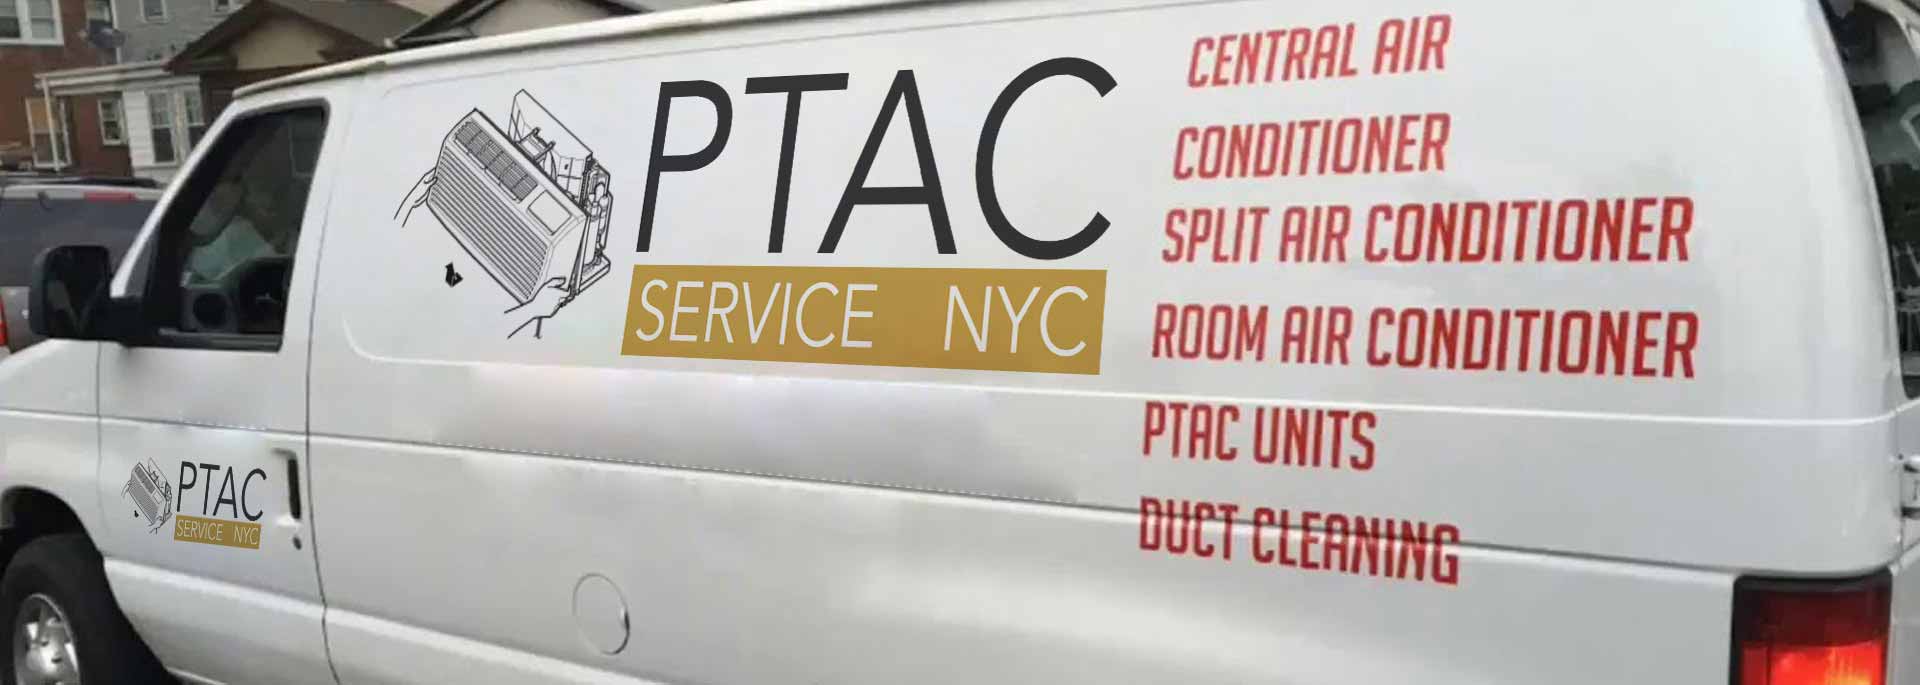 PTAC
SERVICE NYC
CENTRAL AIR
CONDITIONER
SPLIT AIR CONDITIONER
ROOM AIR CONDITIONER
PTAC UNITS
DUCT CLEANING
PTAC
SERVICE NYC